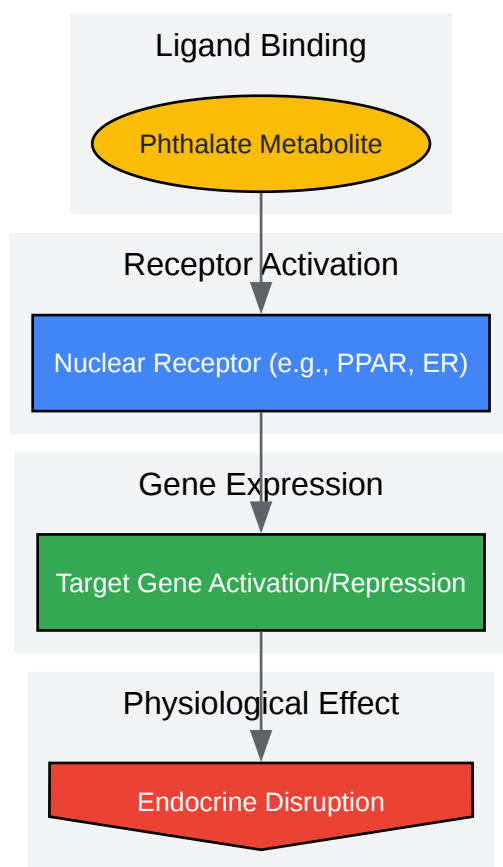 Ligand Binding
Phthalate Metabolite
Receptor Activation
Nuclear Receptor (e.g., PPAR, ER)
Gene Expression
Target Gene Activation/Repression
Physiological Effect
Endocrine Disruption